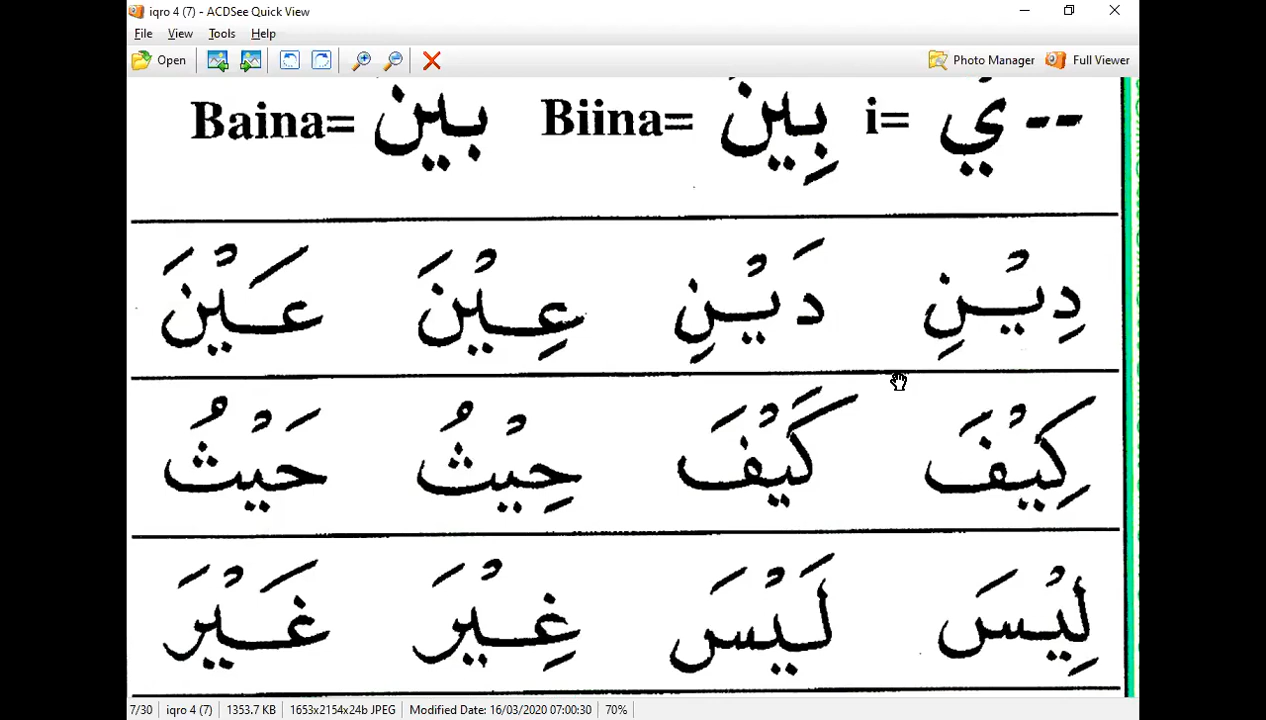 iqro 4 (7) - ACDSee Quick View
File View Tools Help
Open Photo Manager Full Viewer
-- يْ =i بِيْنَ =Biina بَيْنَ =Baina
دِيْنِ دَيْنِ عِيْنَ عَيْنَ
كِيْفَ كَيْفَ حِيْثُ حَيْثُ
لِيْسَ لَيْسَ غِيْرَ غَيْرَ
7/30 iqro 4 (7) 1353.7 KB 1653x2154x24b JPEG Modified Date: 16/03/2020 07:00:30 70%